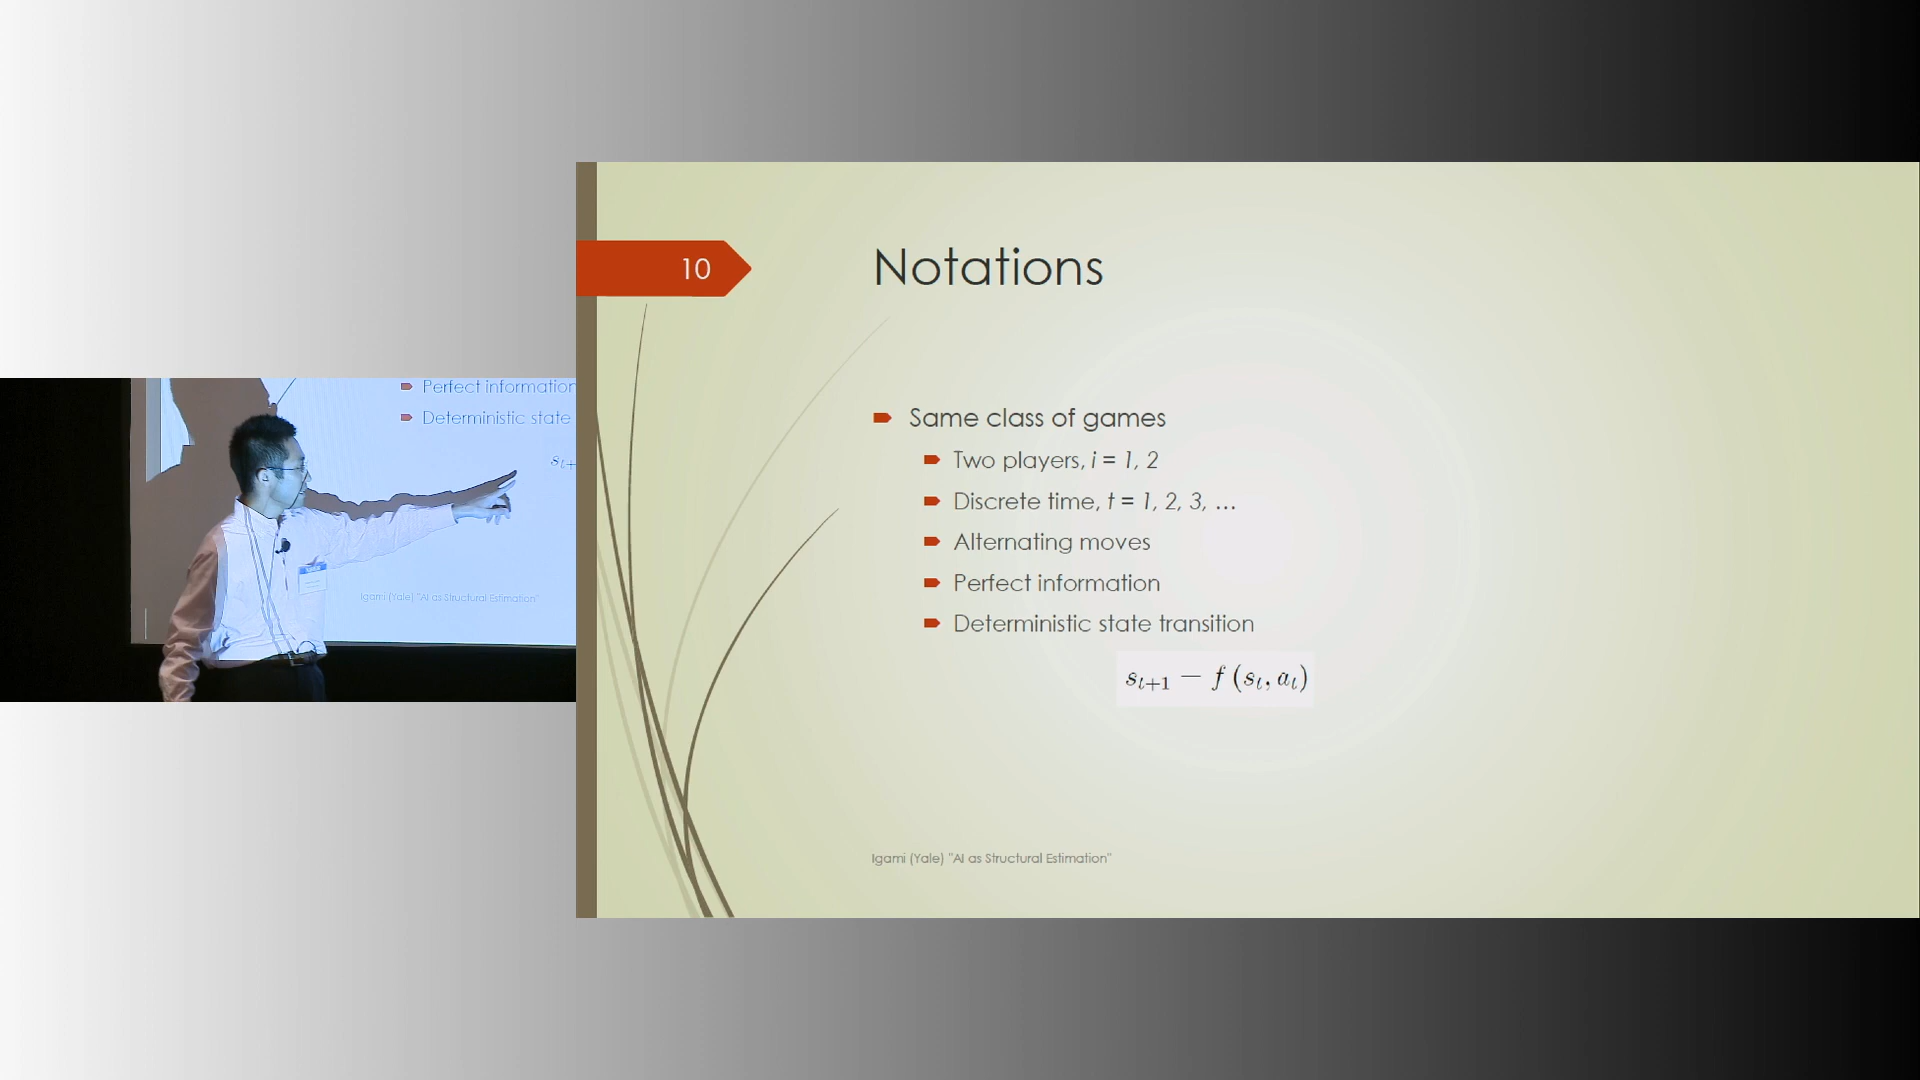 10
Notations
Same class of games
Two players, i = 1, 2
Discrete time, t = 1, 2, 3, ...
Alternating moves
Perfect information
Deterministic state transition
s_{t+1} = f(s_t, a_t)
Igami (Yale) "AI as Structural Estimation"
Perfect information
Deterministic state
s_{t+}
Igami (Yale) "AI as Structural Estimation"